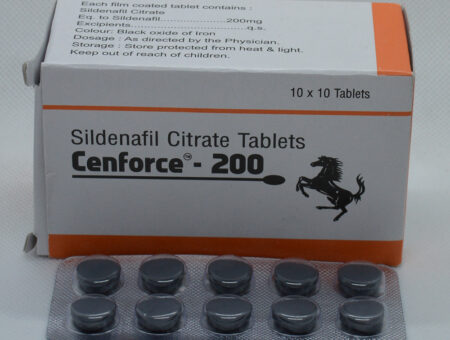 Each film coated tablet contains :
Sildenafil Citrate
Eq. to Sildenafil....................200mg
Excipients..............................q.s.
Colour: Black oxide of Iron
Dosage : As directed by the Physician.
Storage : Store protected from heat & light.
Keep out of reach of children.
10 x 10 Tablets
Sildenafil Citrate Tablets
Cenforce™ - 200